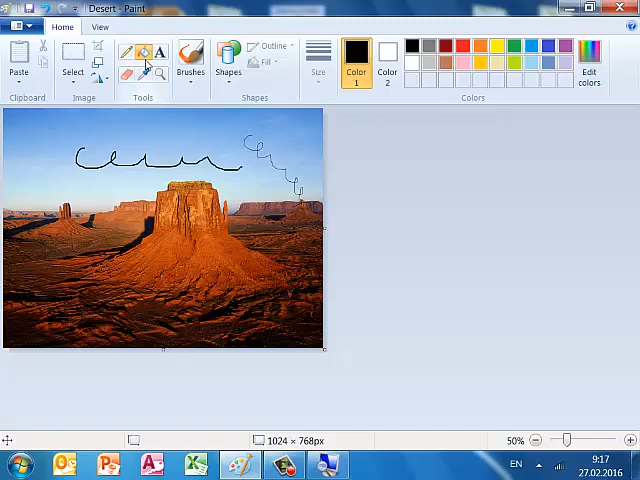 Desert - Paint
Home View
Paste
Select
Brushes
Shapes
Outline
Fill
Size
Color 1
Color 2
Edit colors
Clipboard Image Tools Shapes Colors
1024 × 768px
50%
EN
9:17
27.02.2016